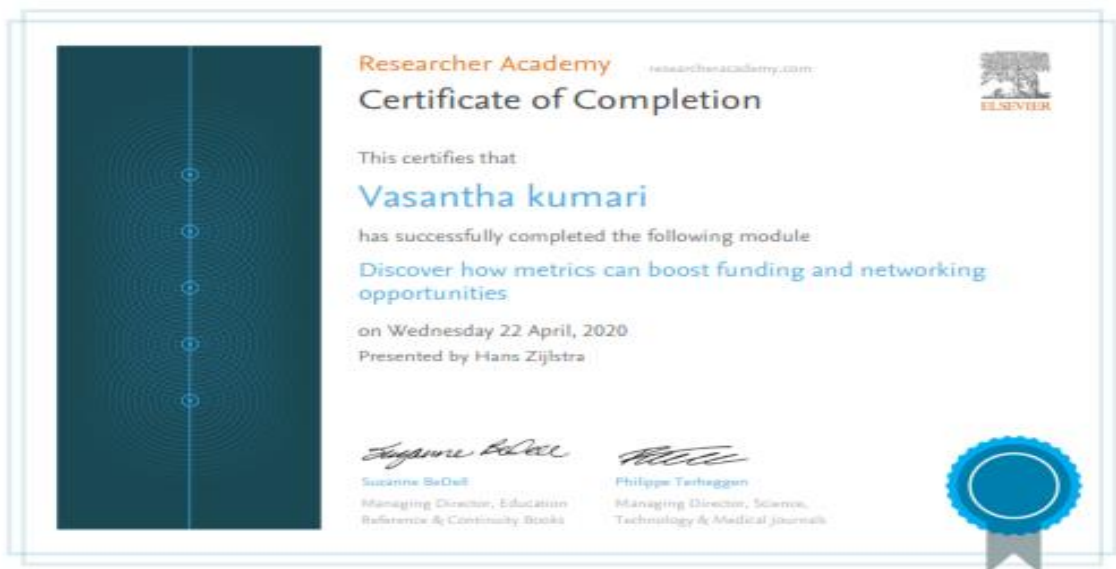 Researcher Academy researcheracademy.com
Certificate of Completion
ELSEVIER
This certifies that
Vasantha kumari
has successfully completed the following module
Discover how metrics can boost funding and networking
opportunities
on Wednesday 22 April, 2020
Presented by Hans Zijlstra
Suzanne BeDell
Suzanne BeDell
Managing Director, Education
Reference & Continuity Books
Philippe Terheggen
Managing Director, Science,
Technology & Medical Journals